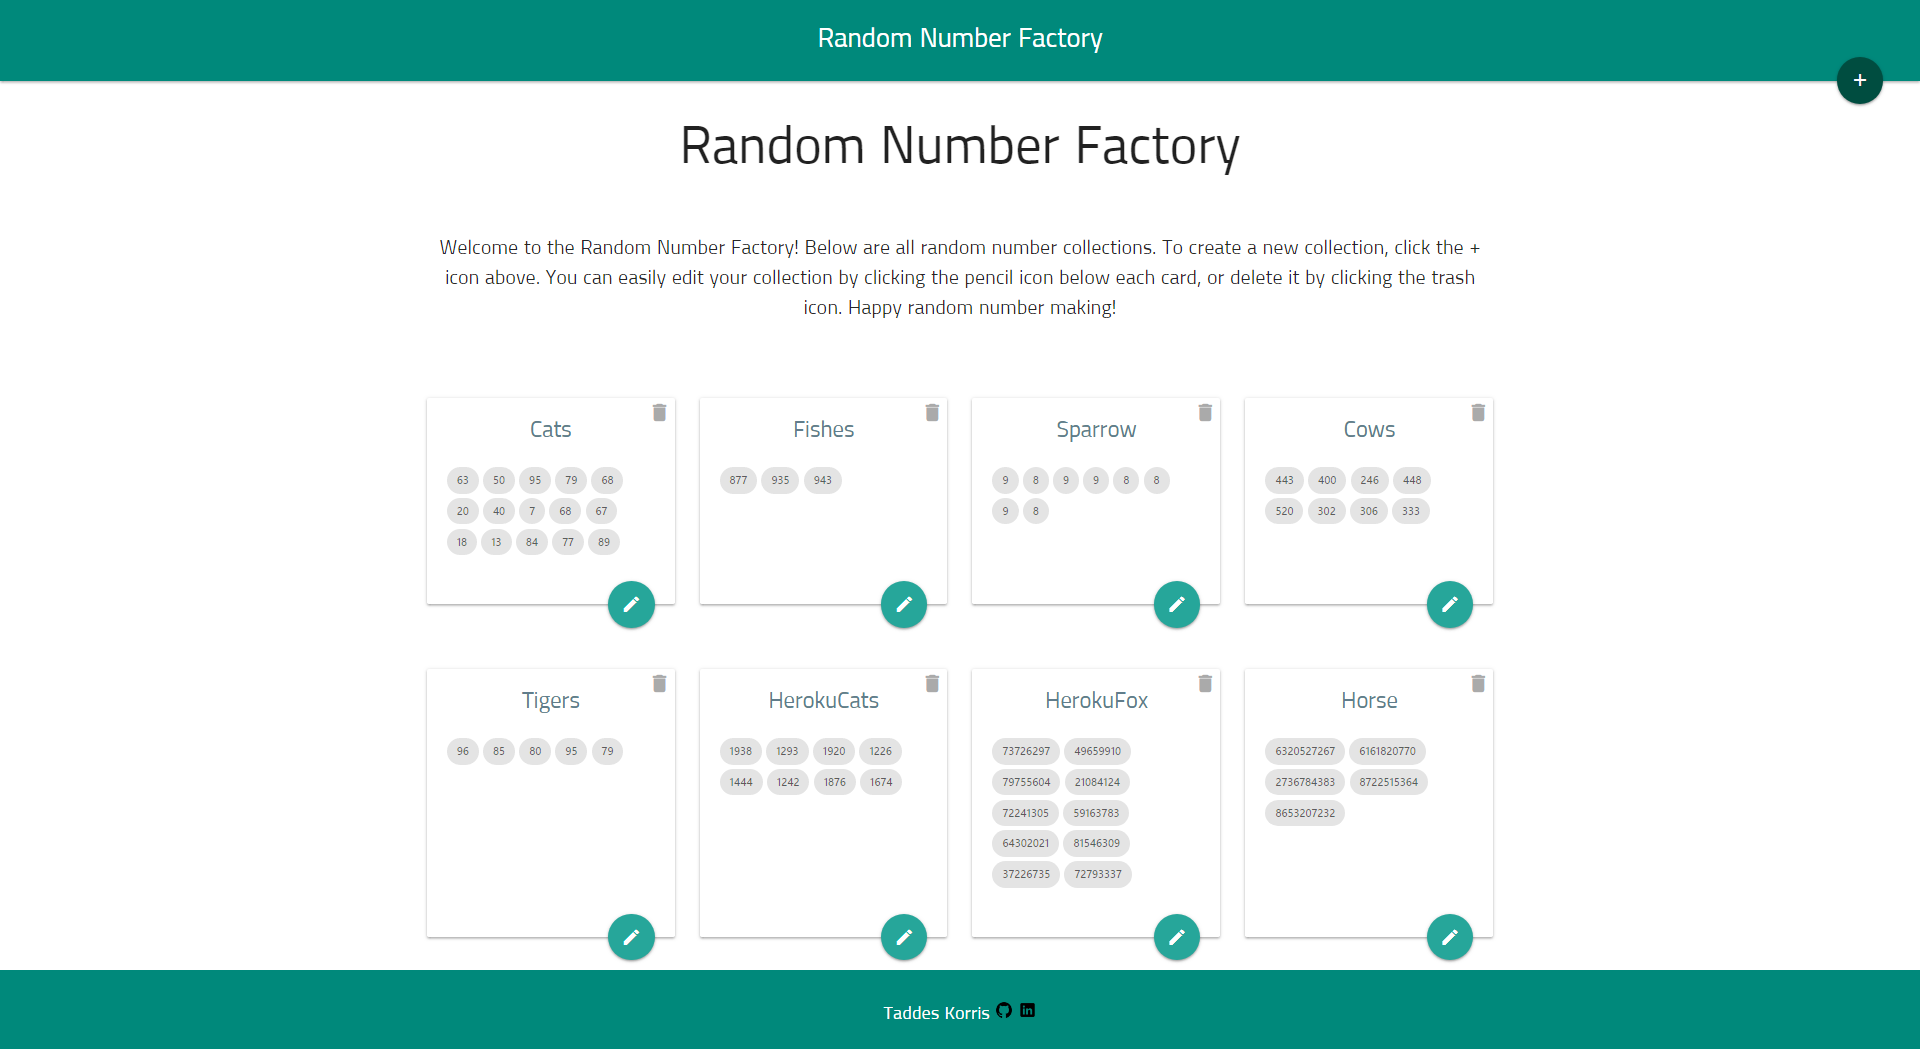 Random Number Factory
+
Random Number Factory
Welcome to the Random Number Factory! Below are all random number collections. To create a new collection, click the +
icon above. You can easily edit your collection by clicking the pencil icon below each card, or delete it by clicking the trash
icon. Happy random number making!
Cats
63 50 95 79 68
20 40 7 68 67
18 13 84 77 89
Fishes
877 935 943
Sparrow
9 8 9 9 8 8
9 8
Cows
443 400 246 448
520 302 306 333
Tigers
96 85 80 95 79
HerokuCats
1938 1293 1920 1226
1444 1242 1876 1674
HerokuFox
73726297 49659910
79755604 21084124
72241305 59163783
64302021 81546309
37226735 72793337
Horse
6320527267 6161820770
2736784383 8722515364
8653207232
Taddes Korris in